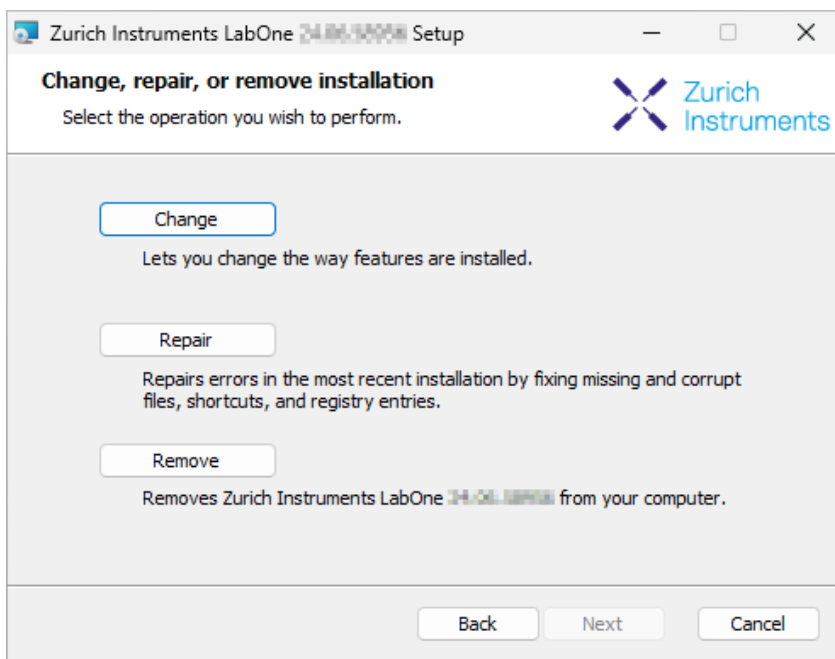 Zurich Instruments LabOne Setup
Change, repair, or remove installation
Select the operation you wish to perform.
Zurich
Instruments
Change
Lets you change the way features are installed.
Repair
Repairs errors in the most recent installation by fixing missing and corrupt
files, shortcuts, and registry entries.
Remove
Removes Zurich Instruments LabOne from your computer.
Back
Next
Cancel